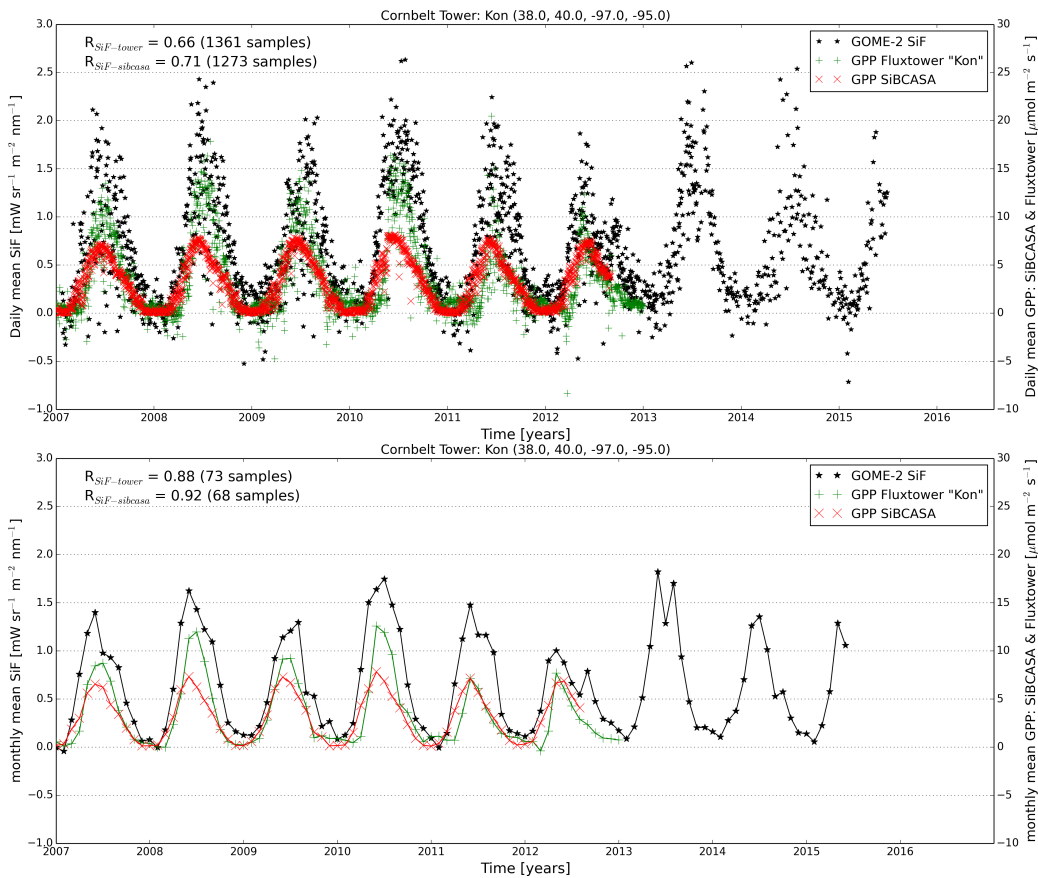 Cornbelt Tower: Kon (38.0, 40.0, -97.0, -95.0)
R_{SiF-tower} = 0.66 (1361 samples)
R_{SiF-sibcasa} = 0.71 (1273 samples)
GOME-2 SiF
GPP Fluxtower "Kon"
GPP SiBCASA
Daily mean SiF [mW sr⁻¹ m⁻² nm⁻¹]
3.0
2.5
2.0
1.5
1.0
0.5
0.0
−0.5
−1.0
30
25
20
15
10
5
0
−5
−10
Daily mean GPP: SiBCASA & Fluxtower [μmol m⁻² s⁻¹]
2007 2008 2009 2010 2011 2012 2013 2014 2015 2016
Time [years]
Cornbelt Tower: Kon (38.0, 40.0, -97.0, -95.0)
R_{SiF-tower} = 0.88 (73 samples)
R_{SiF-sibcasa} = 0.92 (68 samples)
GOME-2 SiF
GPP Fluxtower "Kon"
GPP SiBCASA
monthly mean SiF [mW sr⁻¹ m⁻² nm⁻¹]
3.0
2.5
2.0
1.5
1.0
0.5
0.0
−0.5
−1.0
30
25
20
15
10
5
0
−5
−10
monthly mean GPP: SiBCASA & Fluxtower [μmol m⁻² s⁻¹]
2007 2008 2009 2010 2011 2012 2013 2014 2015 2016
Time [years]